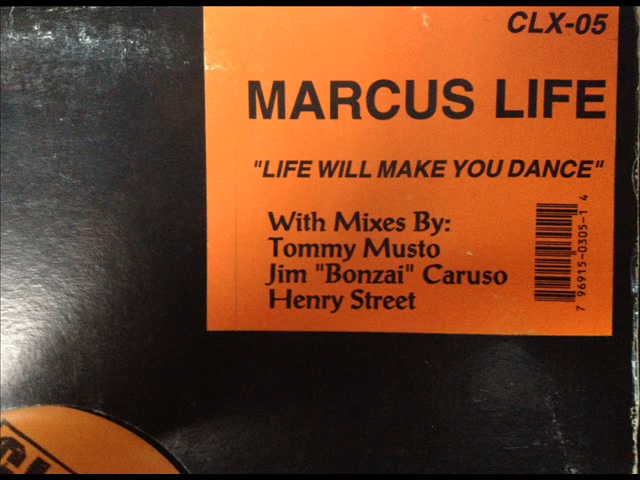 CLX-05
MARCUS LIFE
"LIFE WILL MAKE YOU DANCE"
With Mixes By:
Tommy Musto
Jim "Bonzai" Caruso
Henry Street
7 96915-0305-1 4